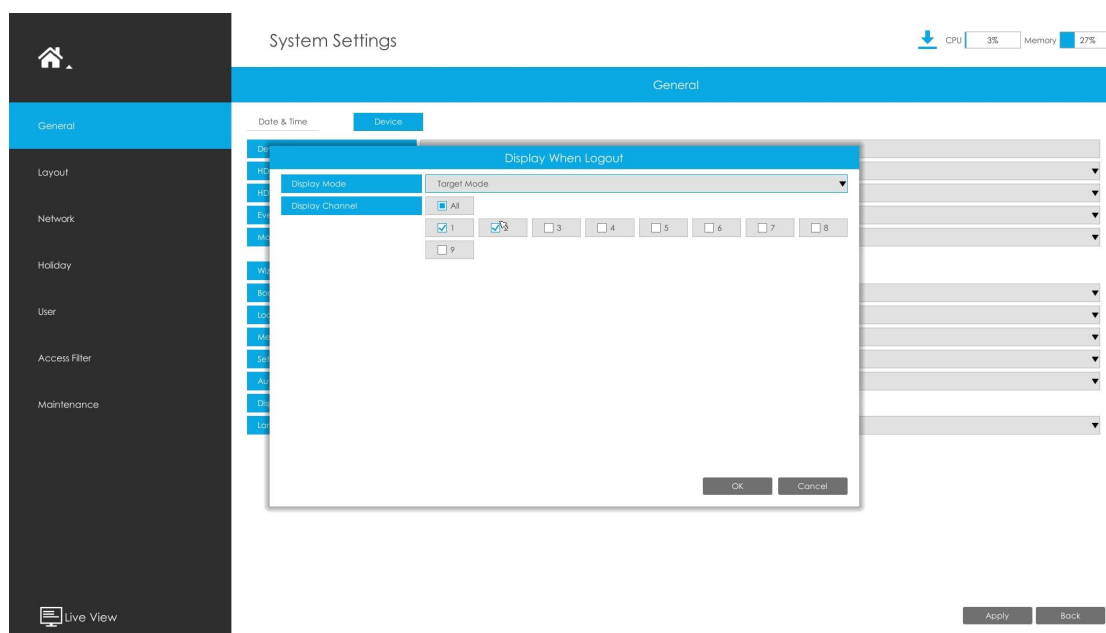 System Settings
CPU 3% Memory 27%
General
General
Date & Time Device
Layout
Network
Holiday
User
Access Filter
Maintenance
Display When Logout
Display Mode Target Mode
Display Channel All
1 2 3 4 5 6 7 8
9
OK Cancel
Live View
Apply Back